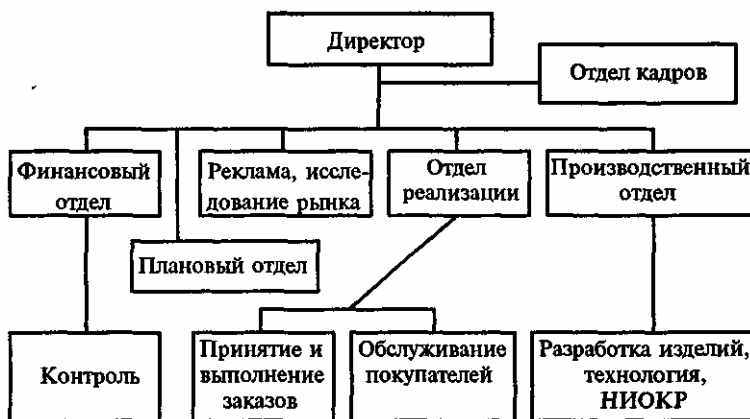 Директор
Отдел кадров
Финансовый
отдел
Реклама, иссле-
дование рынка
Отдел
реализации
Производственный
отдел
Плановый отдел
Контроль
Принятие и
выполнение
заказов
Обслуживание
покупателей
Разработка изделий,
технология,
НИОКР